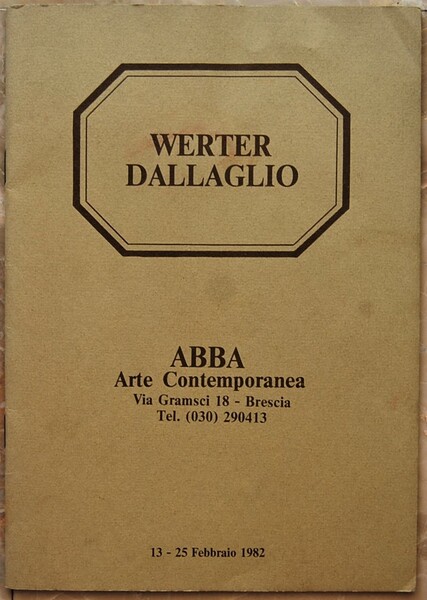 WERTER
DALLAGLIO
ABBA
Arte Contemporanea
Via Gramsci 18 - Brescia
Tel. (030) 290413
13 - 25 Febbraio 1982